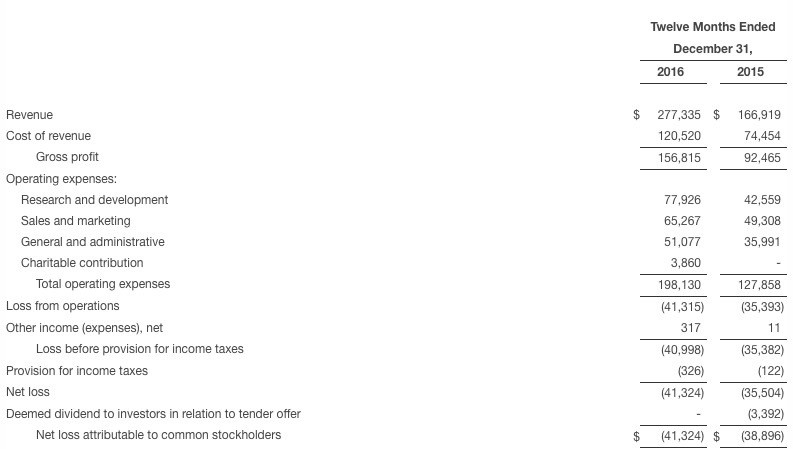 Twelve Months Ended
December 31,
2016 2015
Revenue $ 277,335 $ 166,919
Cost of revenue 120,520 74,454
Gross profit 156,815 92,465
Operating expenses:
Research and development 77,926 42,559
Sales and marketing 65,267 49,308
General and administrative 51,077 35,991
Charitable contribution 3,860 -
Total operating expenses 198,130 127,858
Loss from operations (41,315) (35,393)
Other income (expenses), net 317 11
Loss before provision for income taxes (40,998) (35,382)
Provision for income taxes (326) (122)
Net loss (41,324) (35,504)
Deemed dividend to investors in relation to tender offer - (3,392)
Net loss attributable to common stockholders $ (41,324) $ (38,896)